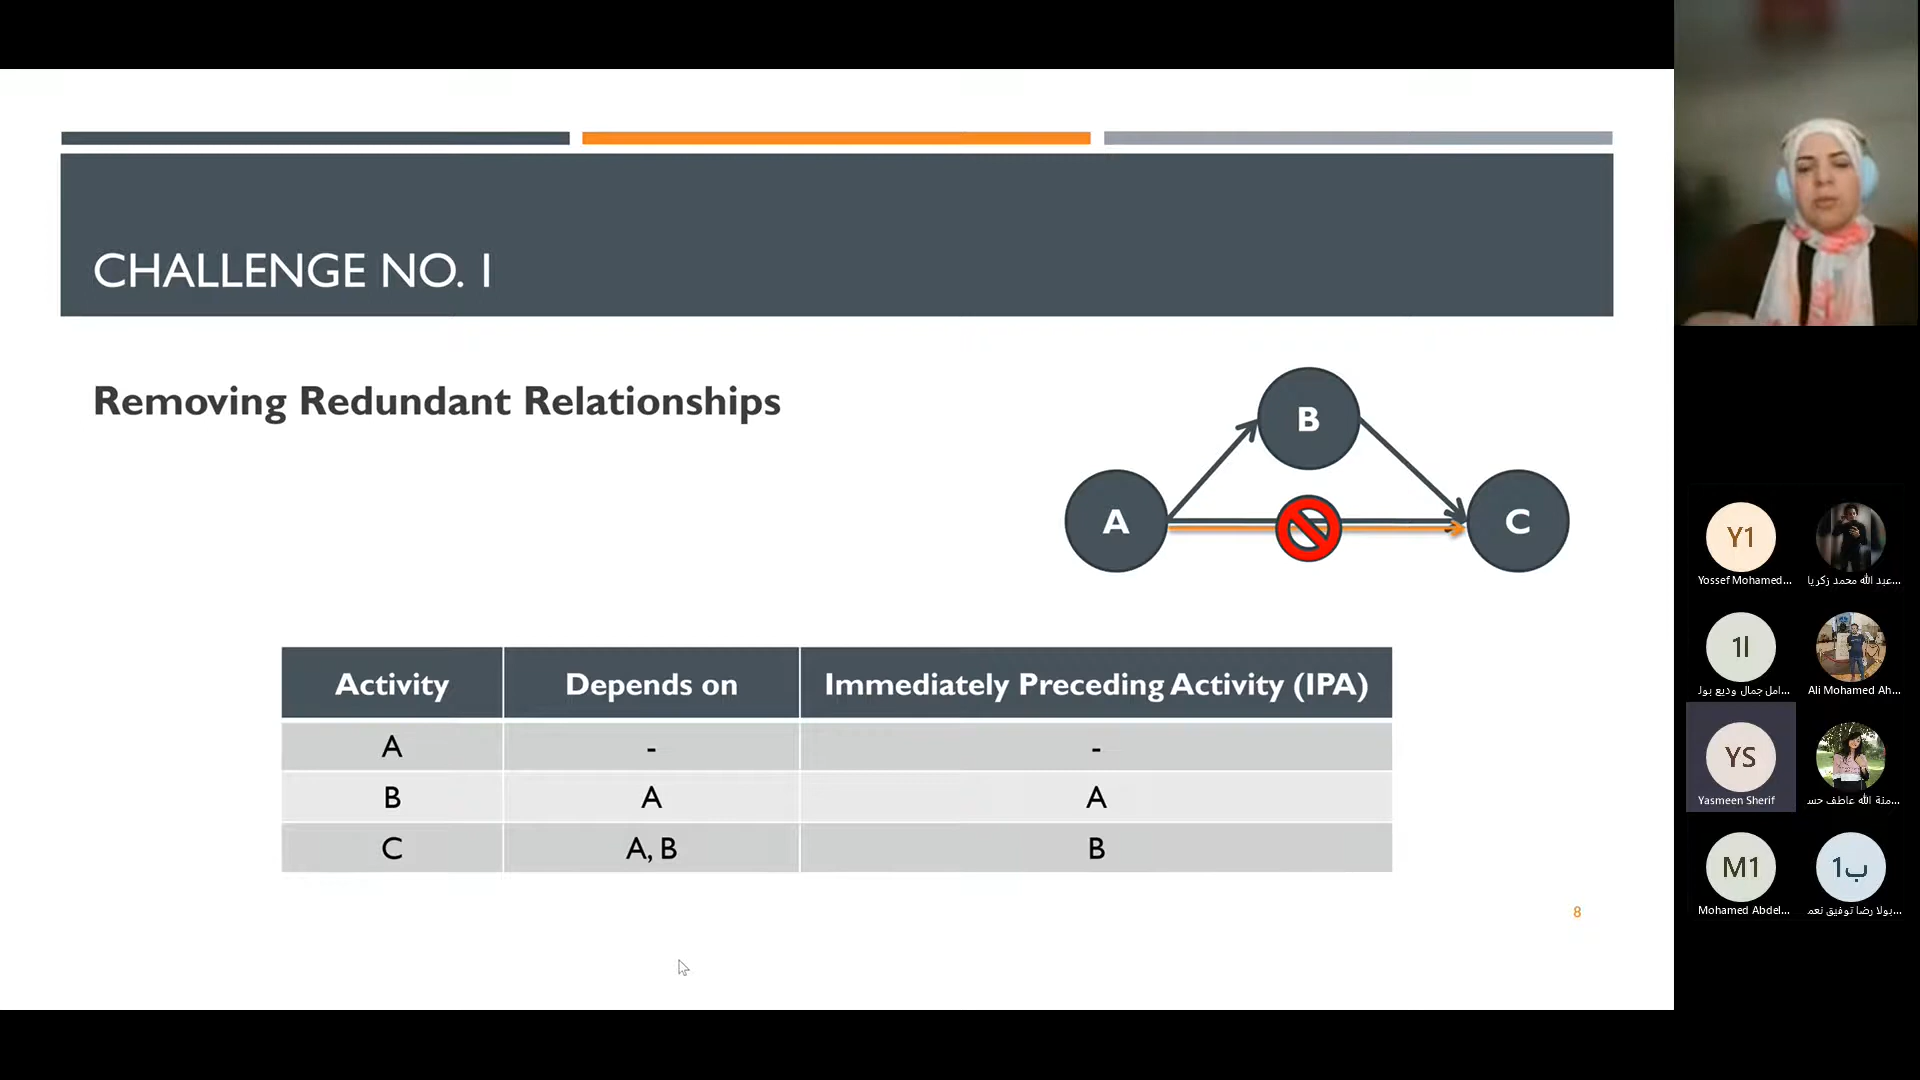 CHALLENGE NO. 1
Removing Redundant Relationships
B
A
C
Activity Depends on Immediately Preceding Activity (IPA)
A - -
B A A
C A, B B
8
Y1
Yossef Mohamed...
عبد الله محمد زكريا...
1ا
امل جمال وديع بول...
Ali Mohamed Ah...
YS
Yasmeen Sherif
منة الله عاطف حس...
M1
Mohamed Abdel...
ب1
بولا رضا توفيق نعم...